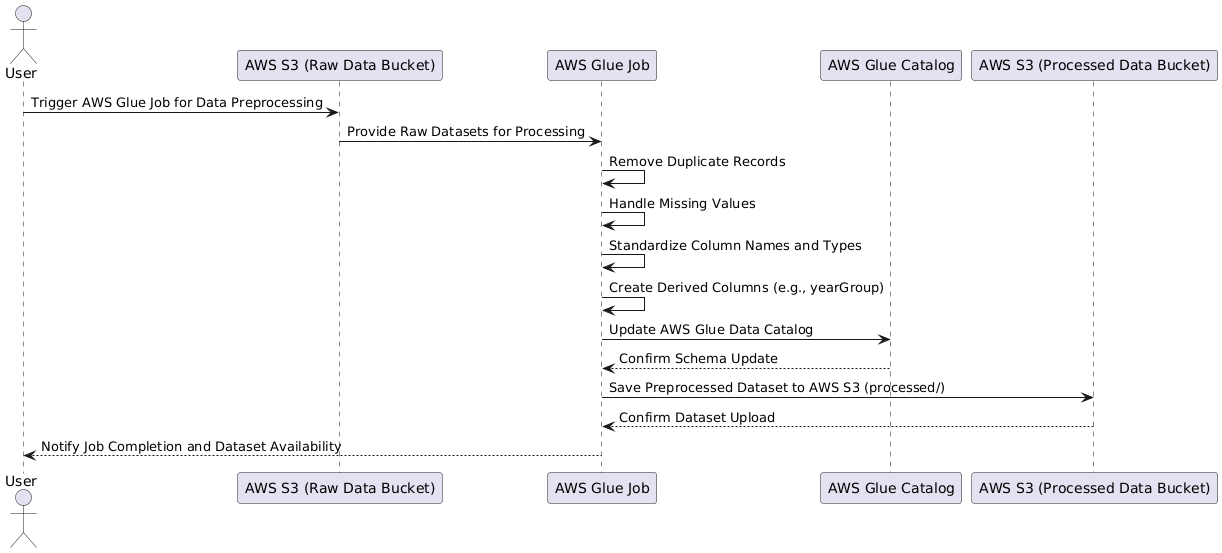 User
AWS S3 (Raw Data Bucket)
AWS Glue Job
AWS Glue Catalog
AWS S3 (Processed Data Bucket)
Trigger AWS Glue Job for Data Preprocessing
Provide Raw Datasets for Processing
Remove Duplicate Records
Handle Missing Values
Standardize Column Names and Types
Create Derived Columns (e.g., yearGroup)
Update AWS Glue Data Catalog
Confirm Schema Update
Save Preprocessed Dataset to AWS S3 (processed/)
Confirm Dataset Upload
Notify Job Completion and Dataset Availability
User
AWS S3 (Raw Data Bucket)
AWS Glue Job
AWS Glue Catalog
AWS S3 (Processed Data Bucket)